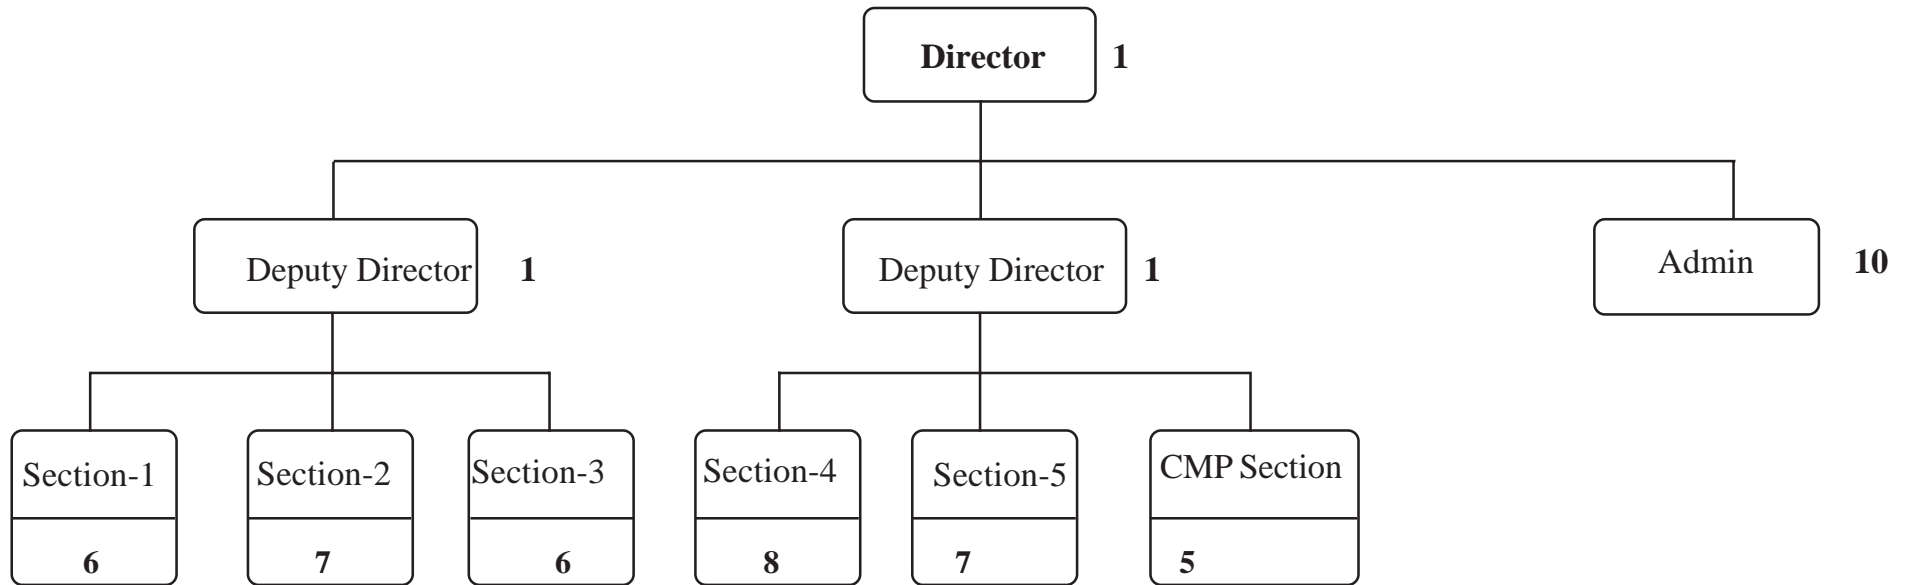 Director 1
Deputy Director 1 Deputy Director 1 Admin 10
Section-1 Section-2 Section-3 Section-4 Section-5 CMP Section
6 7 6 8 7 5